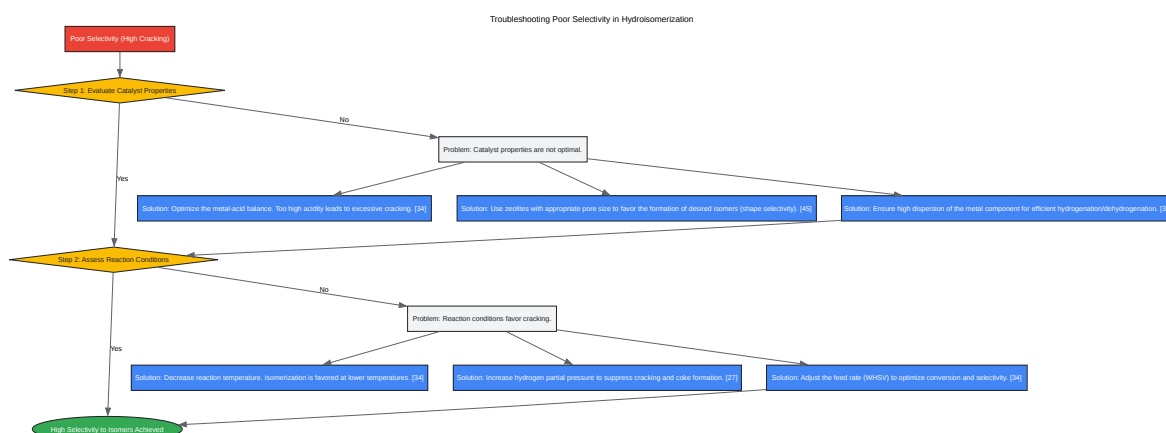 Troubleshooting Poor Selectivity in Hydroisomerization
Poor Selectivity (High Cracking)
Step 1: Evaluate Catalyst Properties
No
Problem: Catalyst properties are not optimal.
Yes
Solution: Optimize the metal-acid balance. Too high acidity leads to excessive cracking. [34]
Solution: Use zeolites with appropriate pore size to favor the formation of desired isomers (shape selectivity). [45]
Solution: Ensure high dispersion of the metal component for efficient hydrogenation/dehydrogenation.
Step 2: Assess Reaction Conditions
No
Problem: Reaction conditions favor cracking.
Yes
Solution: Decrease reaction temperature. Isomerization is favored at lower temperatures. [34]
Solution: Increase hydrogen partial pressure to suppress cracking and coke formation. [27]
Solution: Adjust the feed rate (WHSV) to optimize conversion and selectivity. [34]
High Selectivity to Isomers Achieved